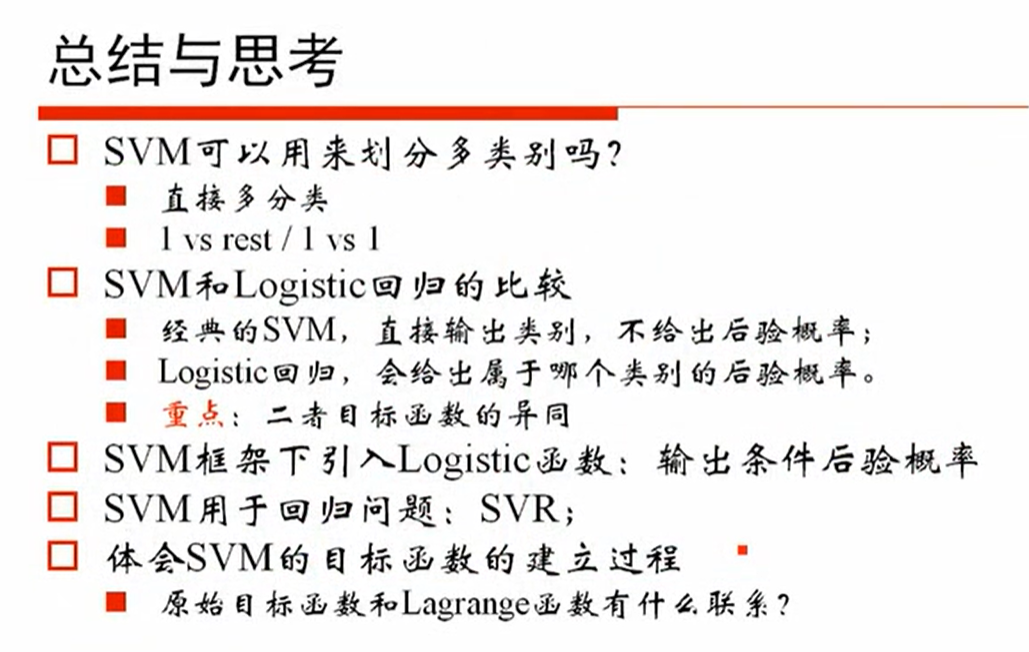 总结与思考
SVM可以用来划分多类别吗?
直接多分类
1 vs rest / 1 vs 1
SVM和Logistic回归的比较
经典的SVM，直接输出类别，不给出后验概率；
Logistic回归，会给出属于哪个类别的后验概率。
重点：二者目标函数的异同
SVM框架下引入Logistic函数：输出条件后验概率
SVM用于回归问题：SVR；
体会SVM的目标函数的建立过程
原始目标函数和Lagrange函数有什么联系?